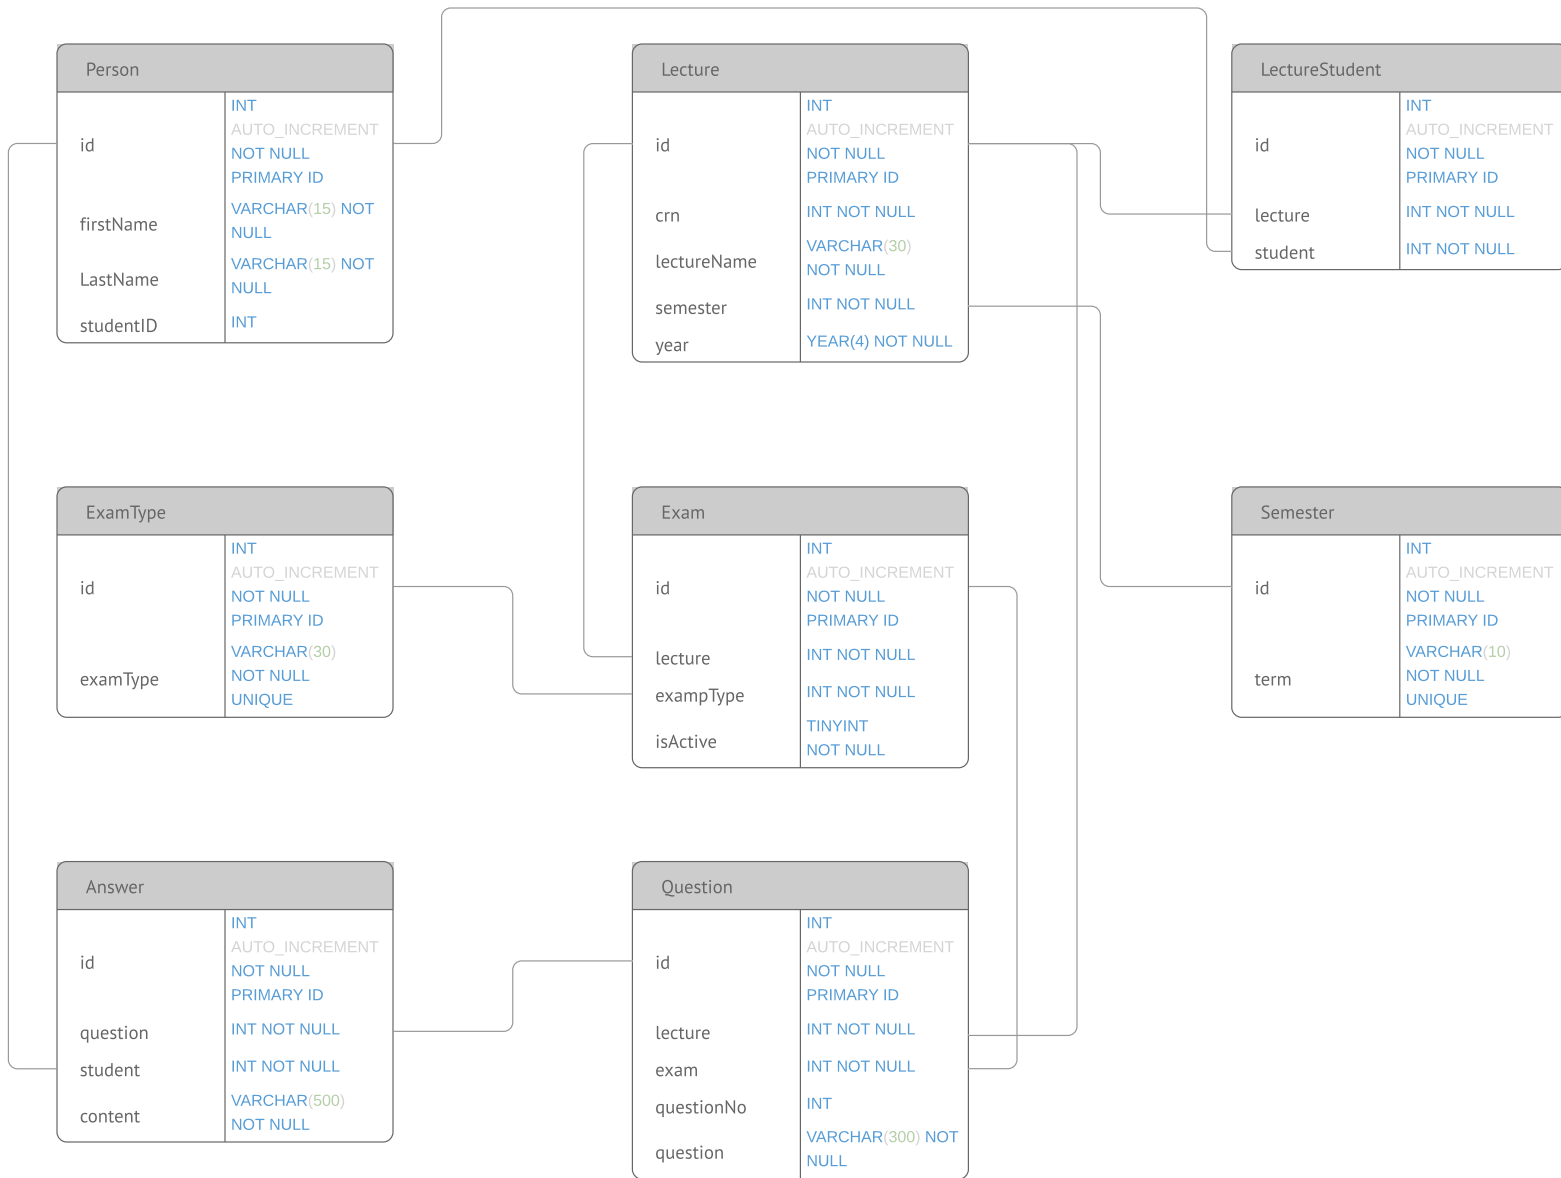 Person
id
INT
AUTO_INCREMENT
NOT NULL
PRIMARY ID
firstName
VARCHAR(15) NOT
NULL
LastName
VARCHAR(15) NOT
NULL
studentID
INT
Lecture
id
INT
AUTO_INCREMENT
NOT NULL
PRIMARY ID
crn
INT NOT NULL
lectureName
VARCHAR(30)
NOT NULL
semester
INT NOT NULL
year
YEAR(4) NOT NULL
LectureStudent
id
INT
AUTO_INCREMENT
NOT NULL
PRIMARY ID
lecture
INT NOT NULL
student
INT NOT NULL
ExamType
id
INT
AUTO_INCREMENT
NOT NULL
PRIMARY ID
examType
VARCHAR(30)
NOT NULL
UNIQUE
Exam
id
INT
AUTO_INCREMENT
NOT NULL
PRIMARY ID
lecture
INT NOT NULL
exampType
INT NOT NULL
isActive
TINYINT
NOT NULL
Semester
id
INT
AUTO_INCREMENT
NOT NULL
PRIMARY ID
term
VARCHAR(10)
NOT NULL
UNIQUE
Answer
id
INT
AUTO_INCREMENT
NOT NULL
PRIMARY ID
question
INT NOT NULL
student
INT NOT NULL
content
VARCHAR(500)
NOT NULL
Question
id
INT
AUTO_INCREMENT
NOT NULL
PRIMARY ID
lecture
INT NOT NULL
exam
INT NOT NULL
questionNo
INT
question
VARCHAR(300) NOT
NULL